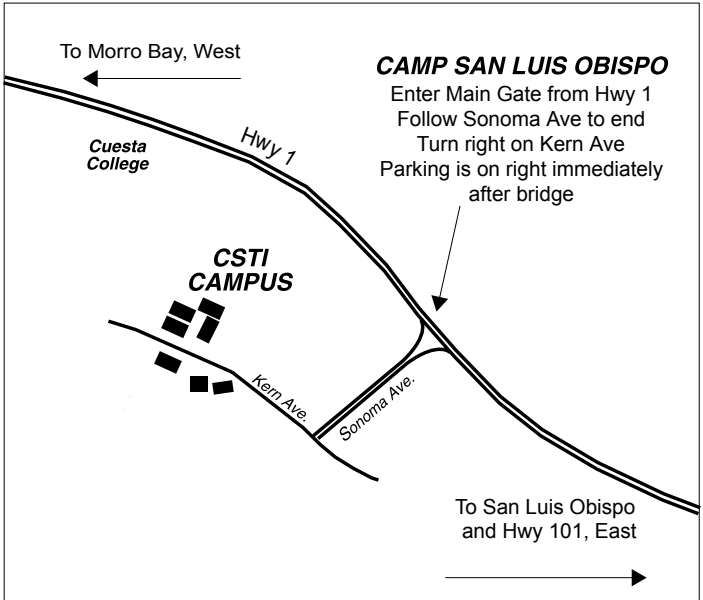 To Morro Bay, West
CAMP SAN LUIS OBISPO
Enter Main Gate from Hwy 1
Follow Sonoma Ave to end
Turn right on Kern Ave
Parking is on right immediately
after bridge
Hwy 1
Cuesta
College
CSTI
CAMPUS
Kern Ave.
Sonoma Ave.
To San Luis Obispo
and Hwy 101, East